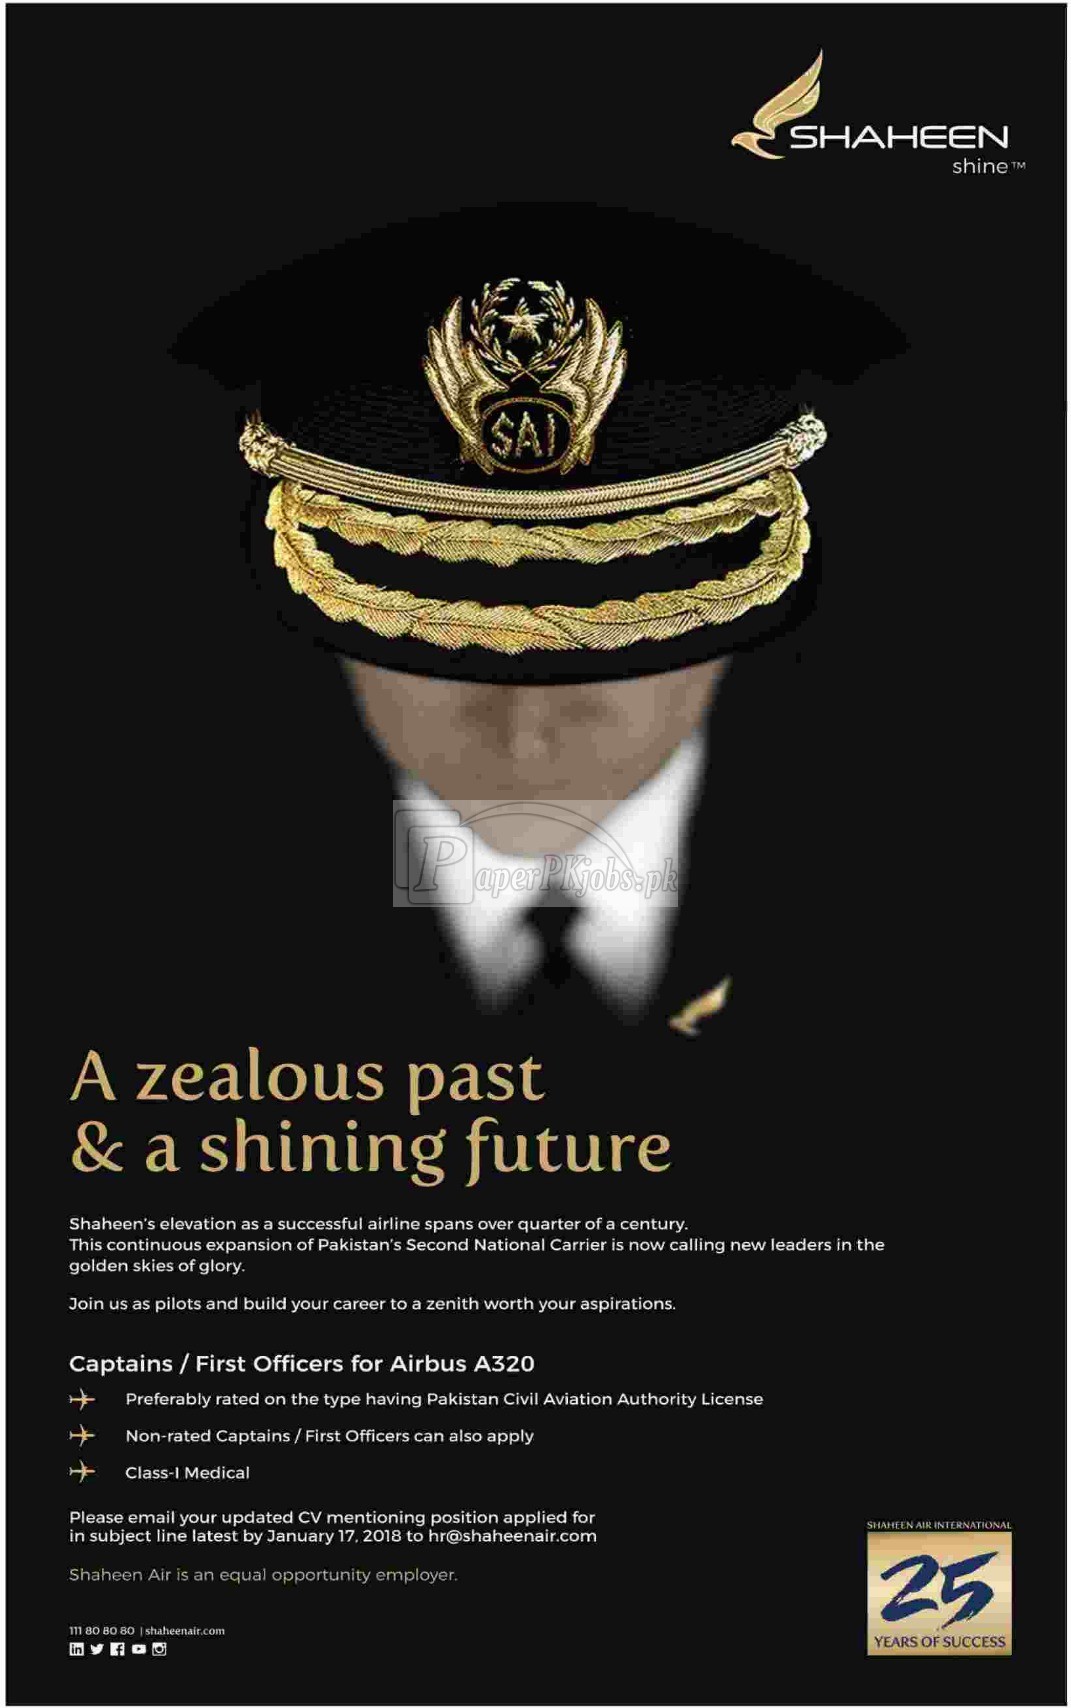 SHAHEEN
shine™
SAI
PaperPKjobs.pk
A zealous past
& a shining future
Shaheen's elevation as a successful airline spans over quarter of a century.
This continuous expansion of Pakistan's Second National Carrier is now calling new leaders in the
golden skies of glory.
Join us as pilots and build your career to a zenith worth your aspirations.
Captains / First Officers for Airbus A320
Preferably rated on the type having Pakistan Civil Aviation Authority License
Non-rated Captains / First Officers can also apply
Class-I Medical
Please email your updated CV mentioning position applied for
in subject line latest by January 17, 2018 to hr@shaheenair.com
Shaheen Air is an equal opportunity employer.
111 80 80 80 | shaheenair.com
SHAHEEN AIR INTERNATIONAL
25
YEARS OF SUCCESS